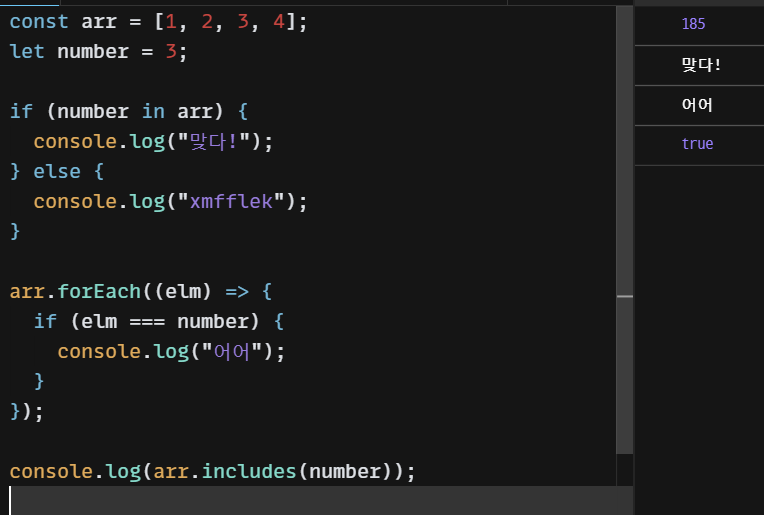 const arr = [1, 2, 3, 4];
let number = 3;
if (number in arr) {
console.log("맞다!");
} else {
console.log("xmfflek");
}
arr.forEach((elm) => {
if (elm === number) {
console.log("어어");
}
});
console.log(arr.includes(number));
185
맞다!
어어
true